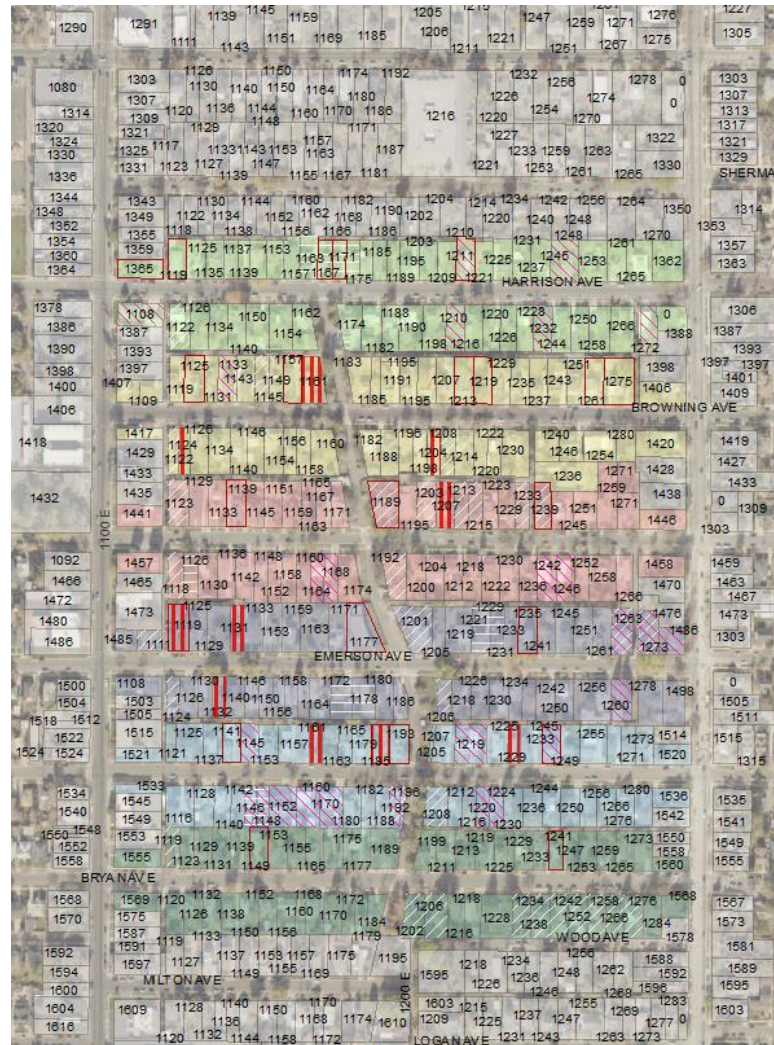 1290 1291 1139 1145 1159 1205 1247 1259 1271 1276
1111 1143 1151 1169 1185 1206 1211 1221 1251 1267 1275 1305
1080 1303 1126 1130 1140 1150 1164 1174 1192 1232 1256 1278 0 1303
1307 1136 1144 1180 1226 1274 0 1307
1314 1309 1120 1148 1160 1170 1186 1216 1220 1254 1270 1313
1320 1321 1129 1157 1171 1227 1322 1317
1324 1325 1117 1133 1143 1153 1163 1187 1233 1259 1263 1321
1330 1331 1123 1127 1139 1147 1155 1167 1181 1221 1253 1261 1265 1330 1329
1336 SHERMA
1344 1343 1130 1144 1160 1182 1204 1214 1234 1242 1256 1264 1350 1314
1348 1349 1122 1134 1152 1162 1168 1190 1202 1220 1240 1248 1353
1352 1355 1118 1138 1156 1166 1186 1210 1248 1270
1354 1359 1125 1137 1153 1163 1171 1185 1203 1211 1231 1245 1261 1362 1357
1360 1365 1195 1237 1253 1363
1364 1119 1135 1139 1157 1167 1175 1189 1209 1221 1265
HARRISON AVE
1378 1108 1126 1150 1162 1188 1210 1228 1250 0 1306
1386 1387 1122 1134 1154 1174 1190 1220 1226 1232 1266 1388 1387
1390 1393 1140 1182 1198 1216 1244 1258 1272 1393
1398 1397 1125 1133 1157 1183 1195 1229 1251 1398 1397 1397
1400 1407 1119 1143 1149 1161 1191 1207 1219 1235 1243 1275 1406 1401
1406 1109 1131 1145 1185 1195 1213 1237 1261 1409
BROWNING AVE
1418 1417 1126 1146 1156 1160 1182 1196 1208 1222 1240 1280 1420 1419
1429 1124 1154 1188 1204 1214 1230 1246 1254 1427
1433 1122 1140 1158 1198 1220 1236 1271 1428 1433
1432 1435 1129 1139 1151 1165 1167 1189 1203 1213 1223 1233 1259 1438 0 1309
1441 1123 1133 1145 1159 1171 1207 1229 1239 1251 1271 1446
1163 1195 1215 1245 1303
1100 E
1092 1457 1126 1136 1148 1160 1192 1204 1218 1230 1242 1252 1458 1459
1466 1465 1142 1158 1168 1258 1470 1463
1472 1118 1130 1152 1164 1174 1200 1212 1222 1236 1246 1266 1467
1480 1473 1125 1133 1159 1171 1201 1229 1235 1245 1263 1476 1473
1486 1485 1119 1131 1153 1163 1219 1221 1233 1251 1486 1303
1111 1129 1177 1205 1231 1241 1261 1273
EMERSON AVE
1500 1108 1130 1146 1158 1172 1180 1226 1234 1242 1256 1278 1498 0
1504 1503 1126 1140 1150 1164 1178 1186 1218 1230 1250 1260 1505
1518 1512 1505 1124 1132 1156 1206 1511
1522 1515 1125 1141 1161 1165 1193 1207 1225 1245 1255 1273 1514 1515
1524 1524 1521 1121 1137 1145 1157 1163 1179 1185 1205 1219 1229 1233 1249 1271 1520 1315
1534 1533 1128 1142 1160 1182 1196 1212 1224 1244 1256 1280 1536 1535
1540 1545 1146 1152 1170 1192 1220 1236 1250 1266 1542 1541
1550 1548 1549 1116 1140 1148 1180 1188 1208 1216 1230 1276 1549
1552 1553 1119 1129 1139 1153 1175 1199 1213 1229 1241 1259 1273 1550
1558 1555 1123 1131 1149 1155 1165 1177 1189 1211 1219 1225 1233 1247 1253 1265 1558 1560 1555
BRYAN AVE
1568 1569 1120 1132 1152 1168 1172 1206 1218 1234 1242 1258 1276 1568 1567
1570 1575 1126 1138 1160 1170 1184 1228 1238 1252 1266 1284 1573
1587 1119 1133 1150 1156 1179 1202 1216 WOOD AVE 1578
1592 1591 1127 1137 1157 1175 1195 1595 1218 1234 1256 1588 1581
1594 1597 1149 1155 1169 1226 1236 1248 1262 1592 1589
MILTON AVE 1200 E
1600 1246 1268 1596 1595
1604 1609 1128 1140 1150 1170 1174 1603 1215 1237 1247 1269 1283 1603
1616 1120 1132 1136 1144 1158 1168 1172 1610 1209 1225 1231 1243 1263 1273 1277 0
LOGAN AVE